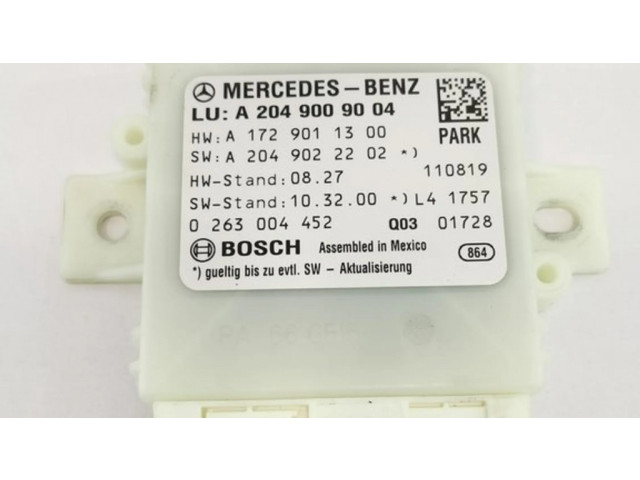 MERCEDES-BENZ
LU: A 204 900 90 04
HW: A 172 901 13 00 PARK
SW: A 204 902 22 02 *)
HW-Stand: 08.27 110819
SW-Stand: 10.32.00 *) L4 1757
0 263 004 452 Q03 01728
BOSCH Assembled in Mexico 864
*) gueltig bis zu evtl. SW - Aktualisierung